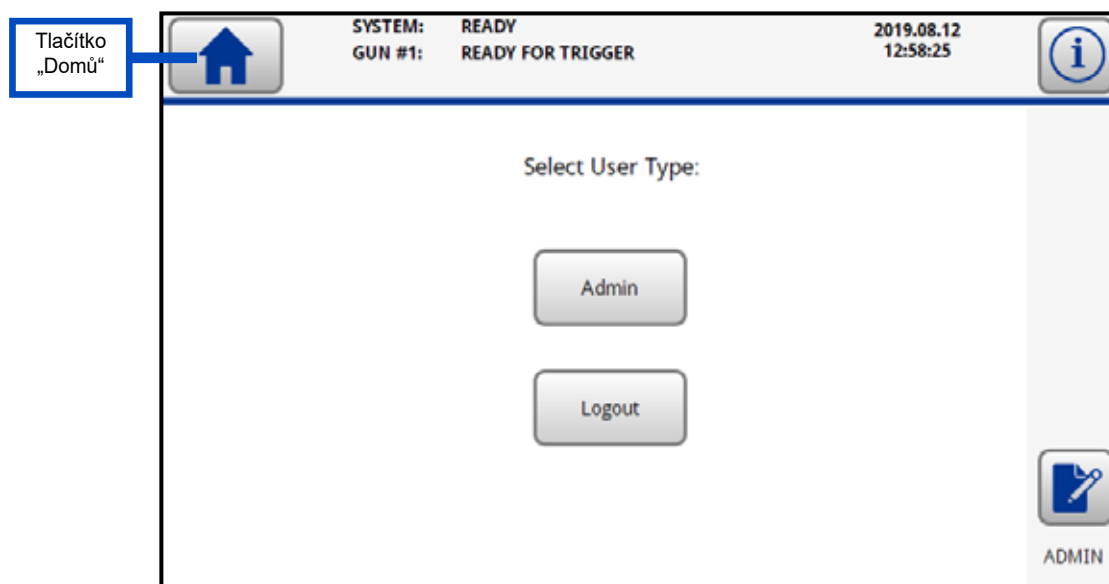 Tlačítko
„Domů“
SYSTEM: READY
GUN #1: READY FOR TRIGGER
2019.08.12
12:58:25
i
Select User Type:
Admin
Logout
ADMIN